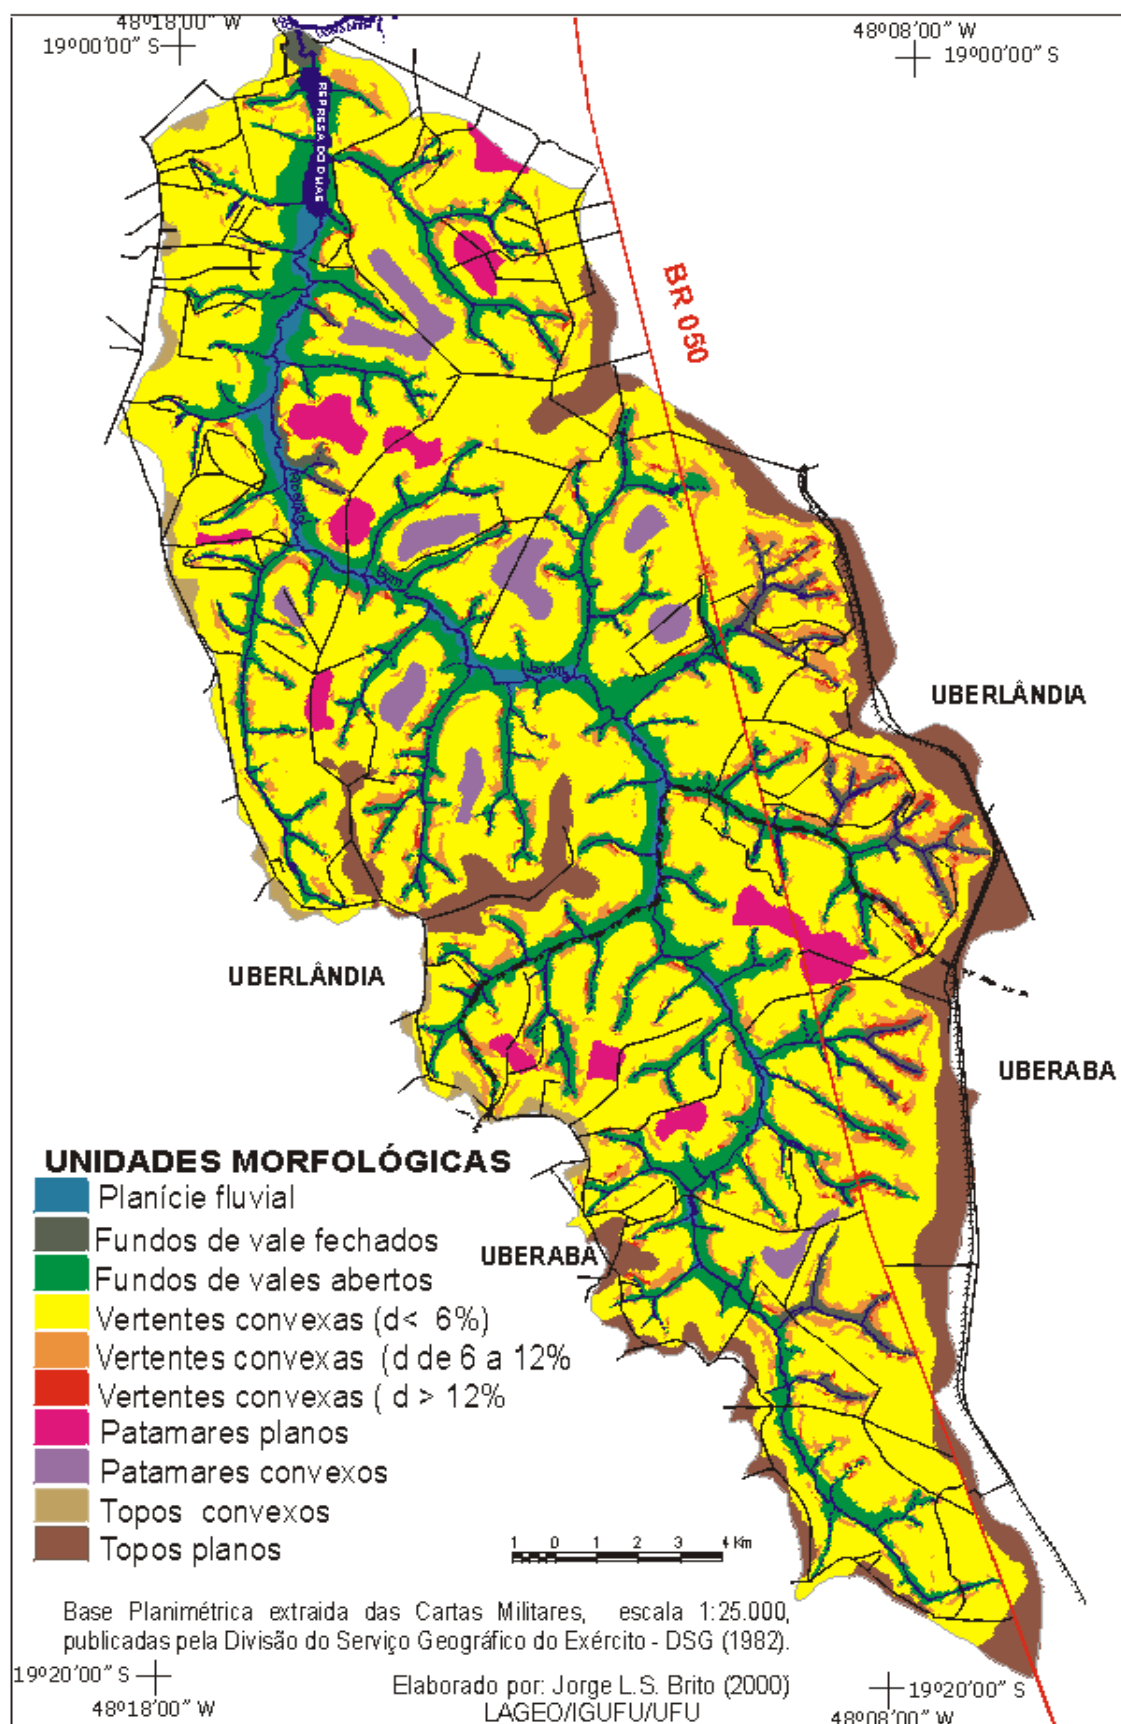 48º18'00'' W
19º00'00'' S
48º08'00'' W
19º00'00'' S
REPRESA DO DMAE
BR 050
Bom
Jardim
UBERLÂNDIA
UBERLÂNDIA
UBERABA
UBERABA
UNIDADES MORFOLÓGICAS
Planície fluvial
Fundos de vale fechados
Fundos de vales abertos
Vertentes convexas (d< 6%)
Vertentes convexas (d de 6 a 12%
Vertentes convexas ( d > 12%
Patamares planos
Patamares convexos
Topos convexos
Topos planos
1 0 1 2 3 4 Km
Base Planimétrica extraida das Cartas Militares, escala 1:25.000,
publicadas pela Divisão do Serviço Geográfico do Exército - DSG (1982).
Elaborado por: Jorge L.S. Brito (2000)
LAGEO/IGUFU/UFU
19º20'00'' S
48º18'00'' W
19º20'00'' S
48º08'00'' W